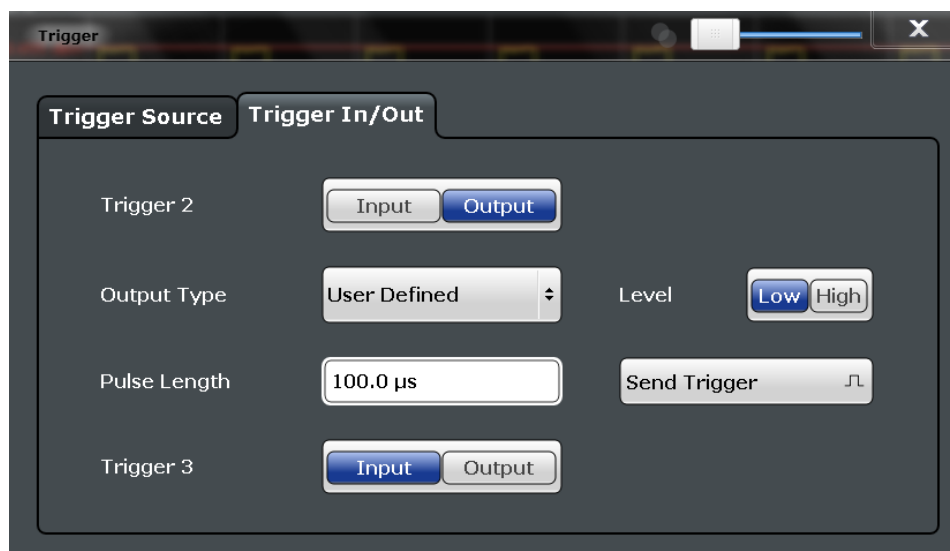 Trigger
X
Trigger Source
Trigger In/Out
Trigger 2
Input
Output
Output Type
User Defined
Level
Low
High
Pulse Length
100.0 µs
Send Trigger
Trigger 3
Input
Output